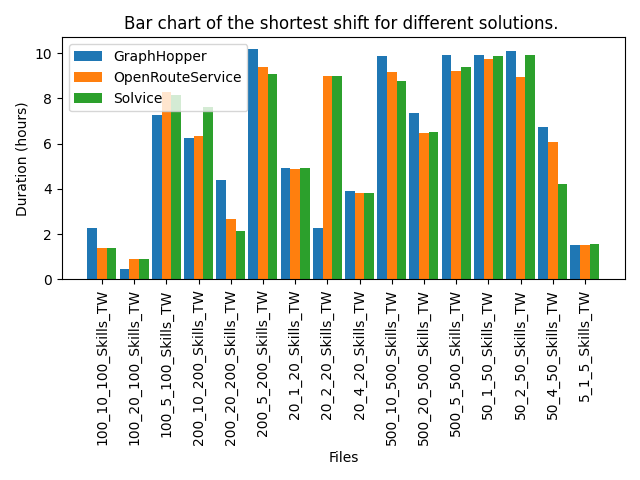 Bar chart of the shortest shift for different solutions.
GraphHopper
OpenRouteService
Solvice
Duration (hours)
10
8
6
4
2
0
100_10_100_Skills_TW
100_20_100_Skills_TW
100_5_100_Skills_TW
200_10_200_Skills_TW
200_20_200_Skills_TW
200_5_200_Skills_TW
20_1_20_Skills_TW
20_2_20_Skills_TW
20_4_20_Skills_TW
500_10_500_Skills_TW
500_20_500_Skills_TW
500_5_500_Skills_TW
50_1_50_Skills_TW
50_2_50_Skills_TW
50_4_50_Skills_TW
5_1_5_Skills_TW
Files